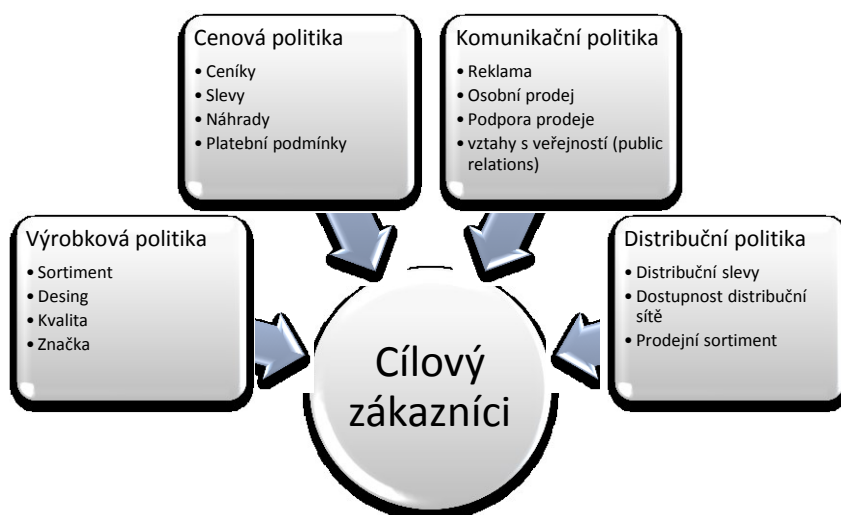 Cenová politika
• Ceníky
• Slevy
• Náhrady
• Platební podmínky
Komunikační politika
• Reklama
• Osobní prodej
• Podpora prodeje
• vztahy s veřejností (public
relations)
Výrobková politika
• Sortiment
• Desing
• Kvalita
• Značka
Distribuční politika
• Distribuční slevy
• Dostupnost distribuční
sítě
• Prodejní sortiment
Cílový
zákazníci